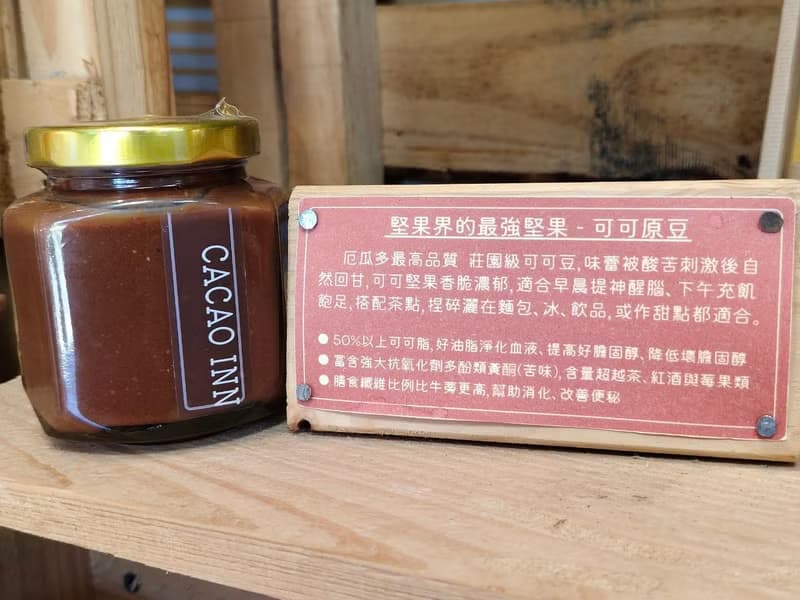 CACAO INN
堅果界的最強堅果 - 可可原豆
厄瓜多最高品質 莊園級可可豆,味蕾被酸苦刺激後自
然回甘,可可堅果香脆濃郁,適合早晨提神醒腦、下午充飢
飽足,搭配茶點,捏碎灑在麵包、冰、飲品,或作甜點都適合。
● 50%以上可可脂,好油脂淨化血液、提高好膽固醇、降低壞膽固醇
● 富含強大抗氧化劑多酚類黃酮(苦味),含量超越茶、紅酒與莓果類
● 膳食纖維比例比牛蒡更高,幫助消化、改善便秘